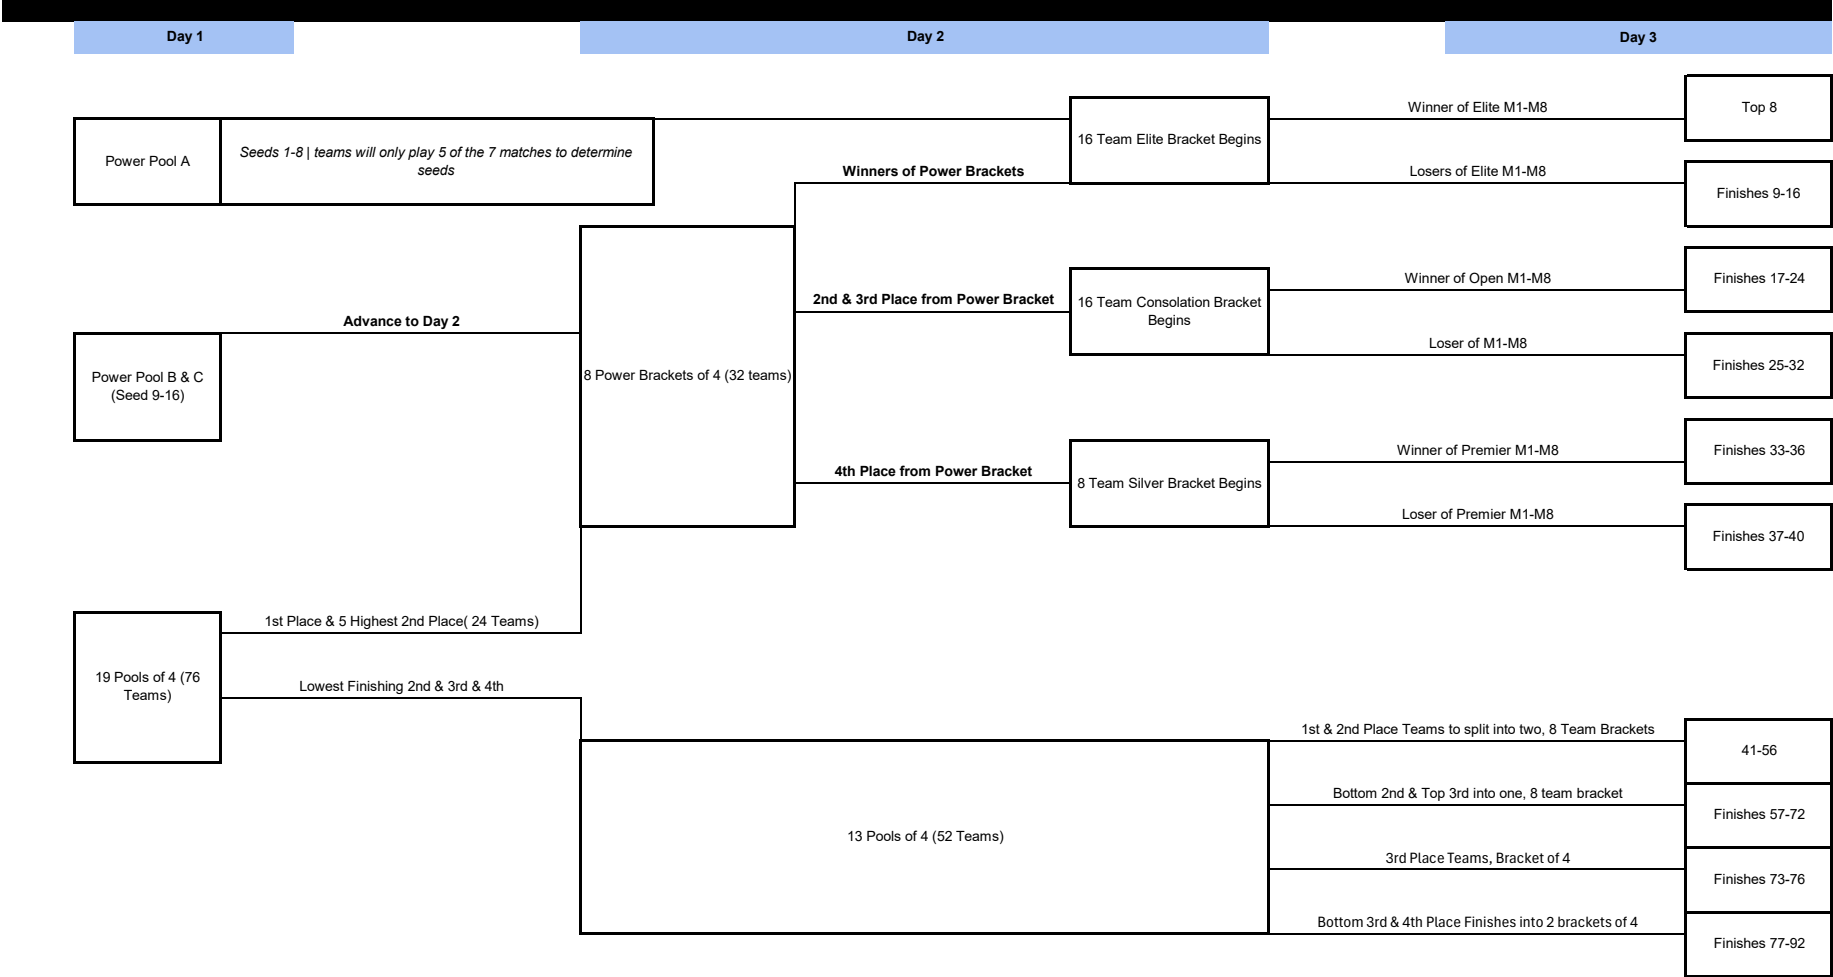 Day 1
Day 2
Day 3
Power Pool A
Seeds 1-8 | teams will only play 5 of the 7 matches to determine
seeds
16 Team Elite Bracket Begins
Winner of Elite M1-M8
Top 8
Winners of Power Brackets
Losers of Elite M1-M8
Finishes 9-16
8 Power Brackets of 4 (32 teams)
2nd & 3rd Place from Power Bracket
16 Team Consolation Bracket
Begins
Winner of Open M1-M8
Finishes 17-24
Advance to Day 2
Loser of M1-M8
Finishes 25-32
Power Pool B & C
(Seed 9-16)
4th Place from Power Bracket
8 Team Silver Bracket Begins
Winner of Premier M1-M8
Finishes 33-36
Loser of Premier M1-M8
Finishes 37-40
19 Pools of 4 (76
Teams)
1st Place & 5 Highest 2nd Place( 24 Teams)
Lowest Finishing 2nd & 3rd & 4th
13 Pools of 4 (52 Teams)
1st & 2nd Place Teams to split into two, 8 Team Brackets
41-56
Bottom 2nd & Top 3rd into one, 8 team bracket
Finishes 57-72
3rd Place Teams, Bracket of 4
Finishes 73-76
Bottom 3rd & 4th Place Finishes into 2 brackets of 4
Finishes 77-92